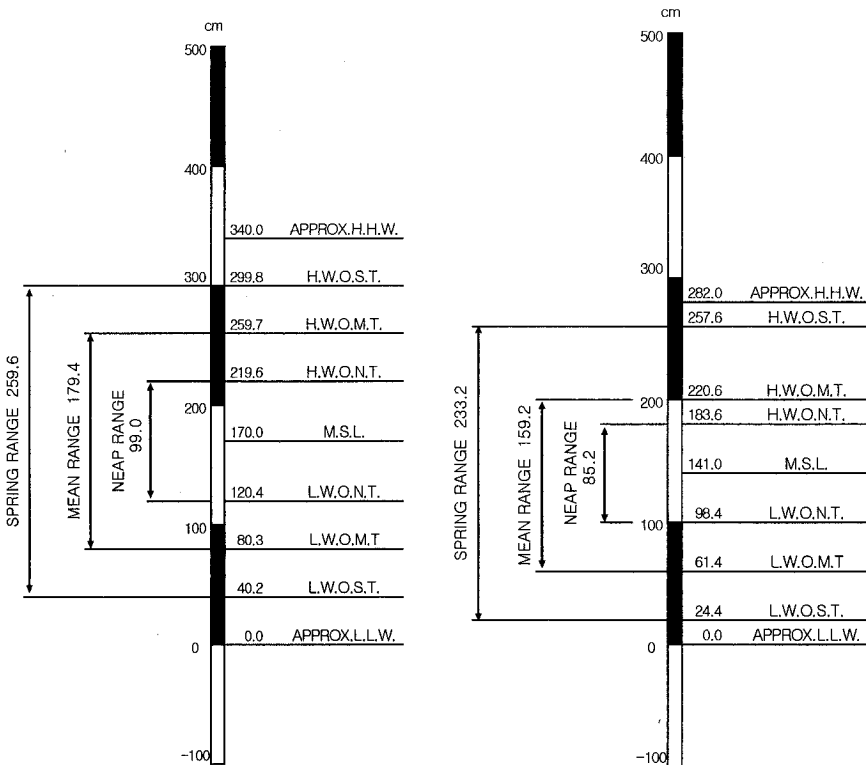 cm
500
400
340.0 APPROX.H.H.W.
300
299.8 H.W.O.S.T.
259.7 H.W.O.M.T.
219.6 H.W.O.N.T.
200
170.0 M.S.L.
120.4 L.W.O.N.T.
100
80.3 L.W.O.M.T
40.2 L.W.O.S.T.
0.0 APPROX.L.L.W.
0
-100
SPRING RANGE 259.6
MEAN RANGE 179.4
NEAP RANGE
99.0
cm
500
400
300
282.0 APPROX.H.H.W.
257.6 H.W.O.S.T.
220.6 H.W.O.M.T.
200
183.6 H.W.O.N.T.
141.0 M.S.L.
100
98.4 L.W.O.N.T.
61.4 L.W.O.M.T
24.4 L.W.O.S.T.
0.0 APPROX.L.L.W.
0
-100
SPRING RANGE 233.2
MEAN RANGE 159.2
NEAP RANGE
85.2